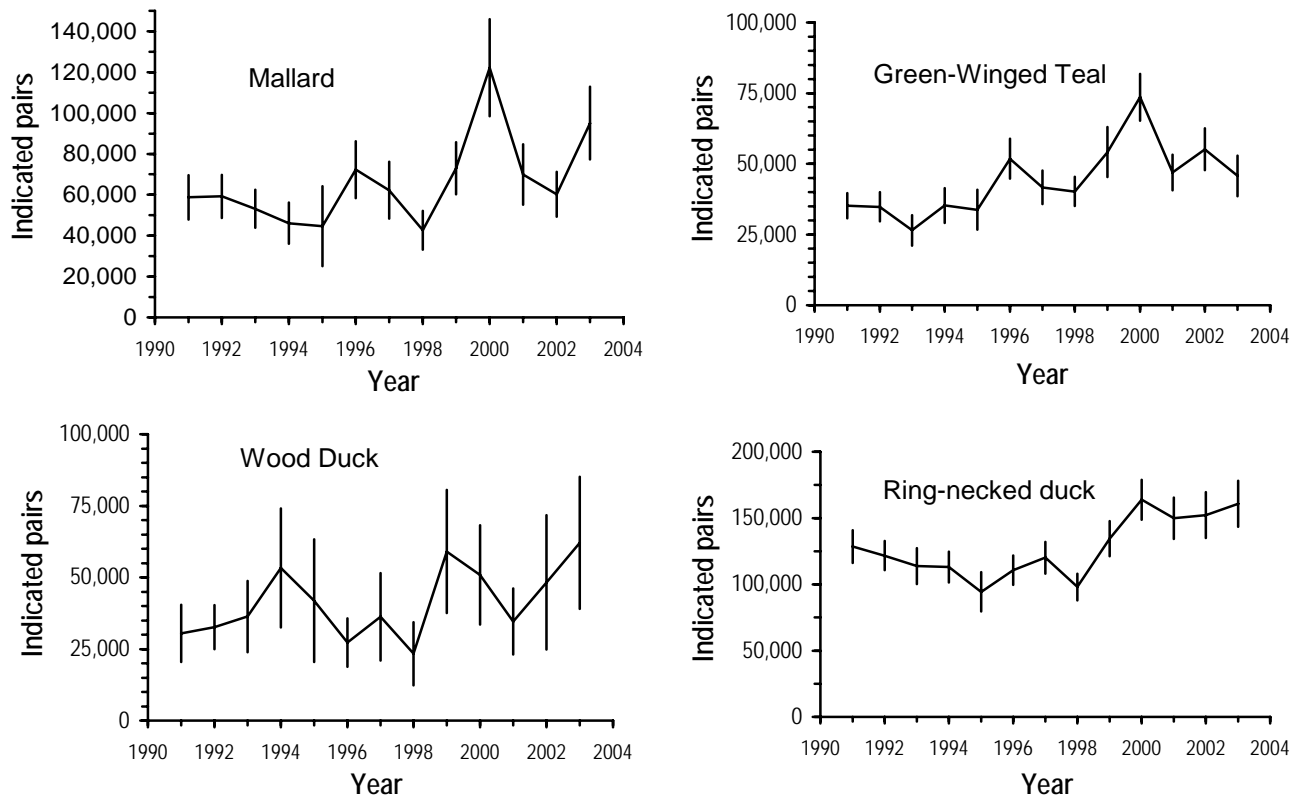 Mallard
Indicated pairs
140,000
120,000
100,000
80,000
60,000
40,000
20,000
0
1990 1992 1994 1996 1998 2000 2002 2004
Year
Green-Winged Teal
Indicated pairs
100,000
75,000
50,000
25,000
0
1990 1992 1994 1996 1998 2000 2002 2004
Year
Wood Duck
Indicated pairs
100,000
75,000
50,000
25,000
0
1990 1992 1994 1996 1998 2000 2002 2004
Year
Ring-necked duck
Indicated pairs
200,000
150,000
100,000
50,000
0
1990 1992 1994 1996 1998 2000 2002 2004
Year